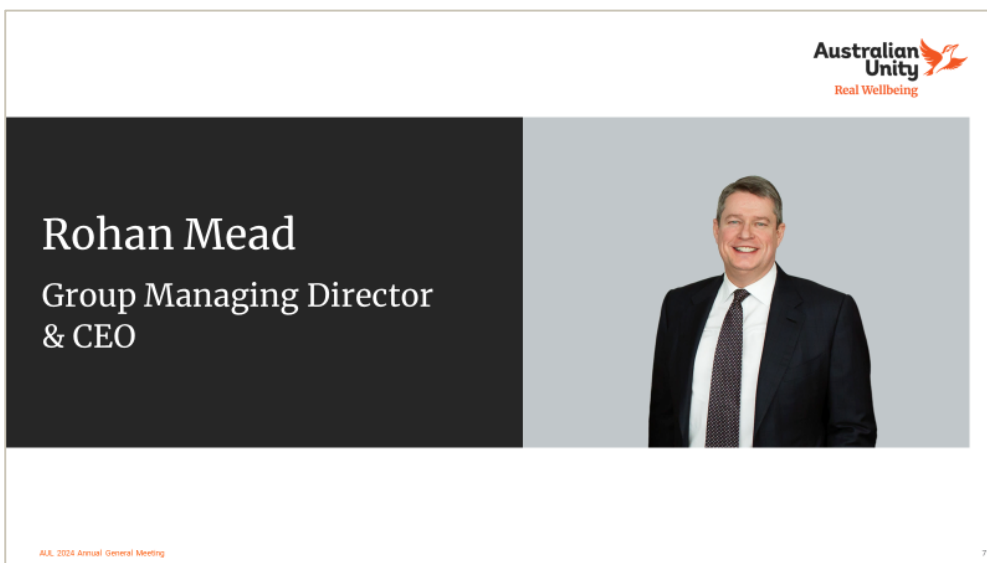 Australian
Unity
Real Wellbeing
Rohan Mead
Group Managing Director
& CEO
AUL 2024 Annual General Meeting
7